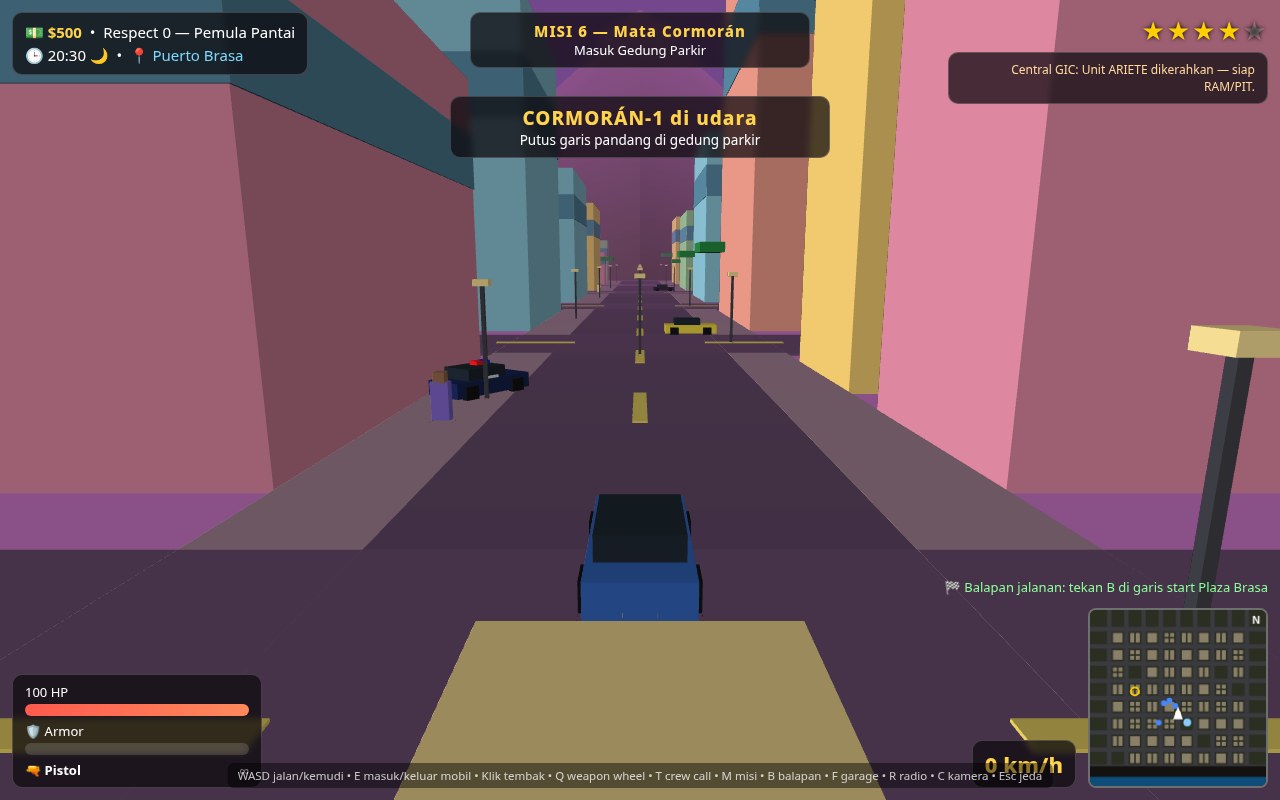 💵 $500 • Respect 0 — Pemula Pantai
🕒 20:30 🌙 • 📍 Puerto Brasa
MISI 6 — Mata Cormorán
Masuk Gedung Parkir
CORMORÁN-1 di udara
Putus garis pandang di gedung parkir
★★★★★
Central GIC: Unit ARIETE dikerahkan — siap
RAM/PIT.
🏁 Balapan jalanan: tekan B di garis start Plaza Brasa
N
100 HP
🛡️ Armor
🔫 Pistol
0 km/h
WASD jalan/kemudi • E masuk/keluar mobil • Klik tembak • Q weapon wheel • T crew call • M misi • B balapan • F garage • R radio • C kamera • Esc jeda